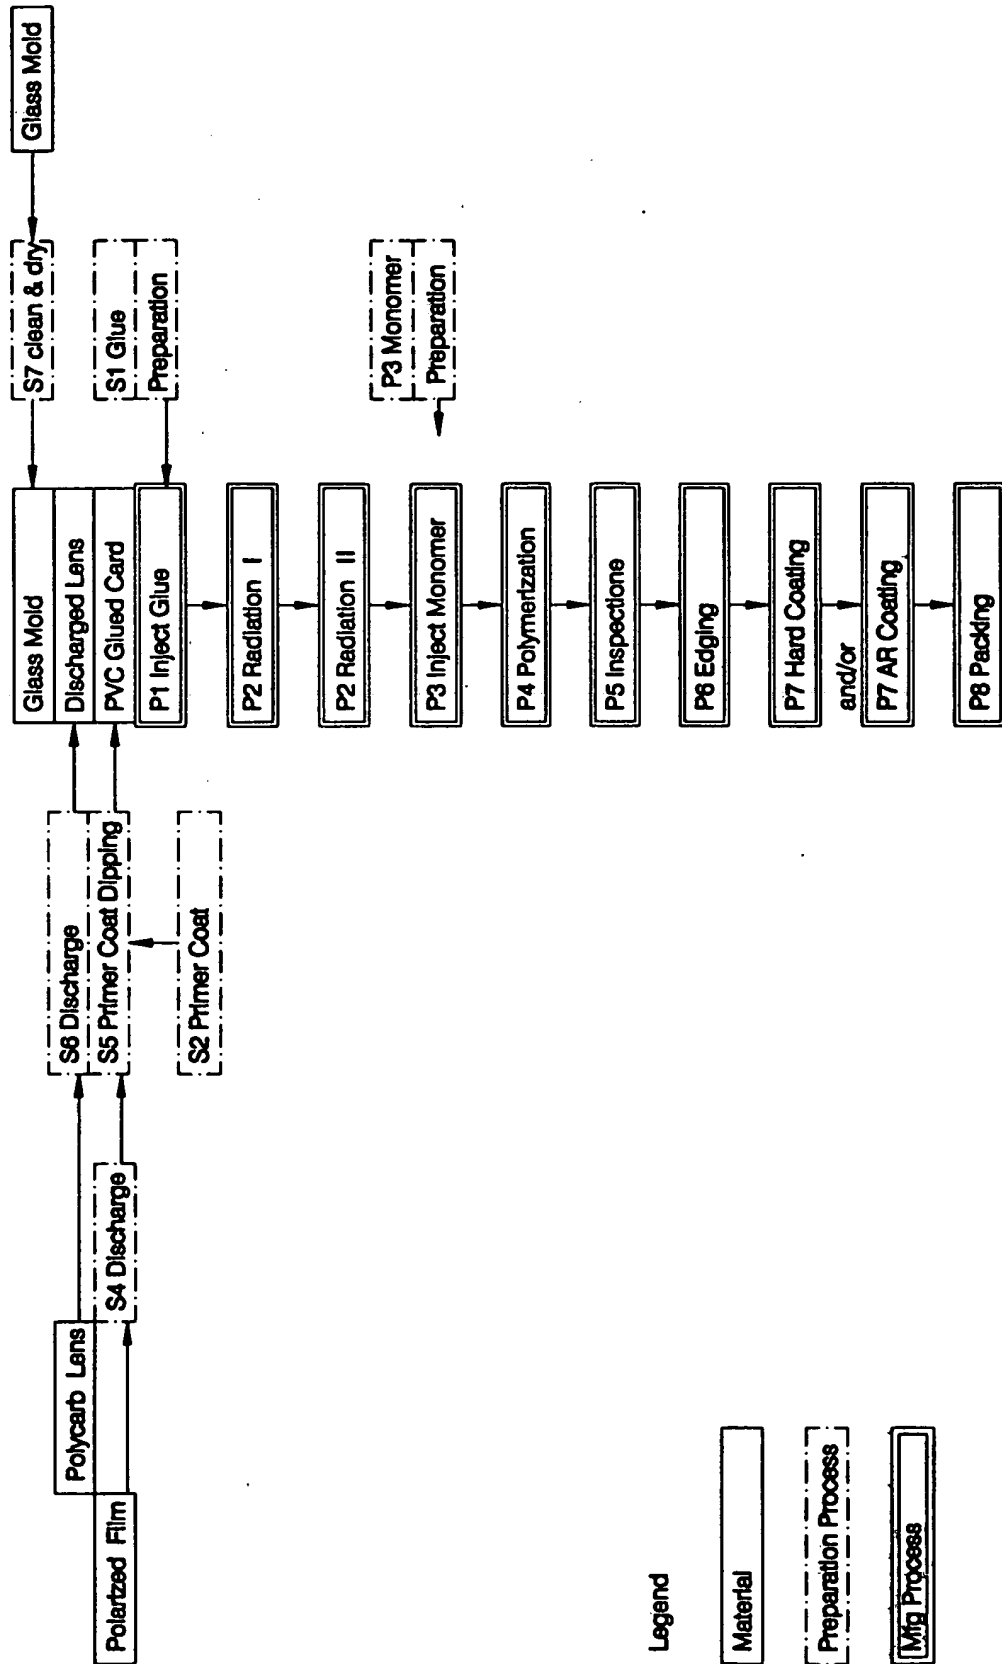 Glass Mold
S7 clean & dry
S1 Glue
Preparation
P3 Monomer
Preparation
Glass Mold
Discharged Lens
PVC Glued Card
P1 Inject Glue
P2 Radiation I
P2 Radiation II
P3 Inject Monomer
P4 Polymerization
P5 Inspectione
P6 Edging
P7 Hard Coating
and/or
P7 AR Coating
P8 Packing
S6 Discharge
S5 Primer Coat Dipping
S2 Primer Coat
S4 Discharge
Polycarb Lens
Polarized Film
Legend
Material
Preparation Process
Mfg Process